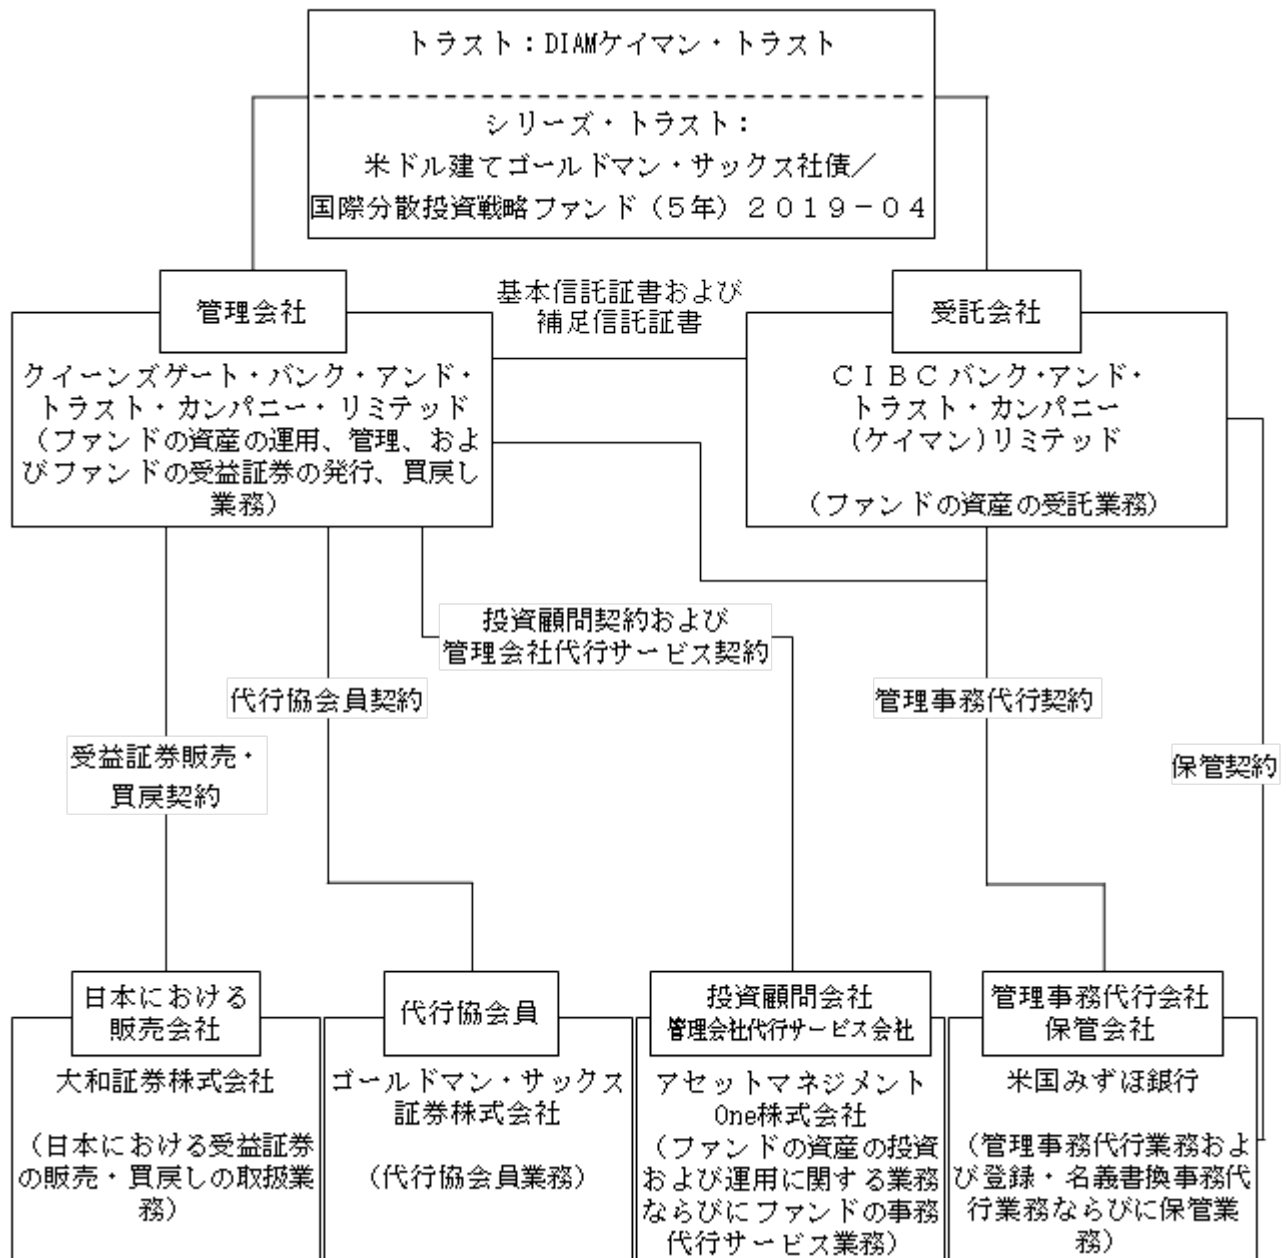 トラスト：DIAMケイマン・トラスト
シリーズ・トラスト：
米ドル建てゴールドマン・サックス社債／
国際分散投資戦略ファンド（5年）２０１９－０４
管理会社
クイーンズゲート・バンク・アンド・
トラスト・カンパニー・リミテッド
（ファンドの資産の運用、管理、およ
びファンドの受益証券の発行、買戻し
業務）
基本信託証書および
補足信託証書
受託会社
ＣＩＢＣバンク・アンド・
トラスト・カンパニー
(ケイマン)リミテッド
（ファンドの資産の受託業務）
投資顧問契約および
管理会社代行サービス契約
代行協会員契約
管理事務代行契約
受益証券販売・
買戻契約
保管契約
日本における
販売会社
大和証券株式会社
（日本における受益証券
の販売・買戻しの取扱業
務）
代行協会員
ゴールドマン・サックス
証券株式会社
（代行協会員業務）
投資顧問会社
管理会社代行サービス会社
アセットマネジメント
One株式会社
（ファンドの資産の投資
および運用に関する業務
ならびにファンドの事務
代行サービス業務）
管理事務代行会社
保管会社
米国みずほ銀行
（管理事務代行業務およ
び登録・名義書換事務代
行業務ならびに保管業
務）